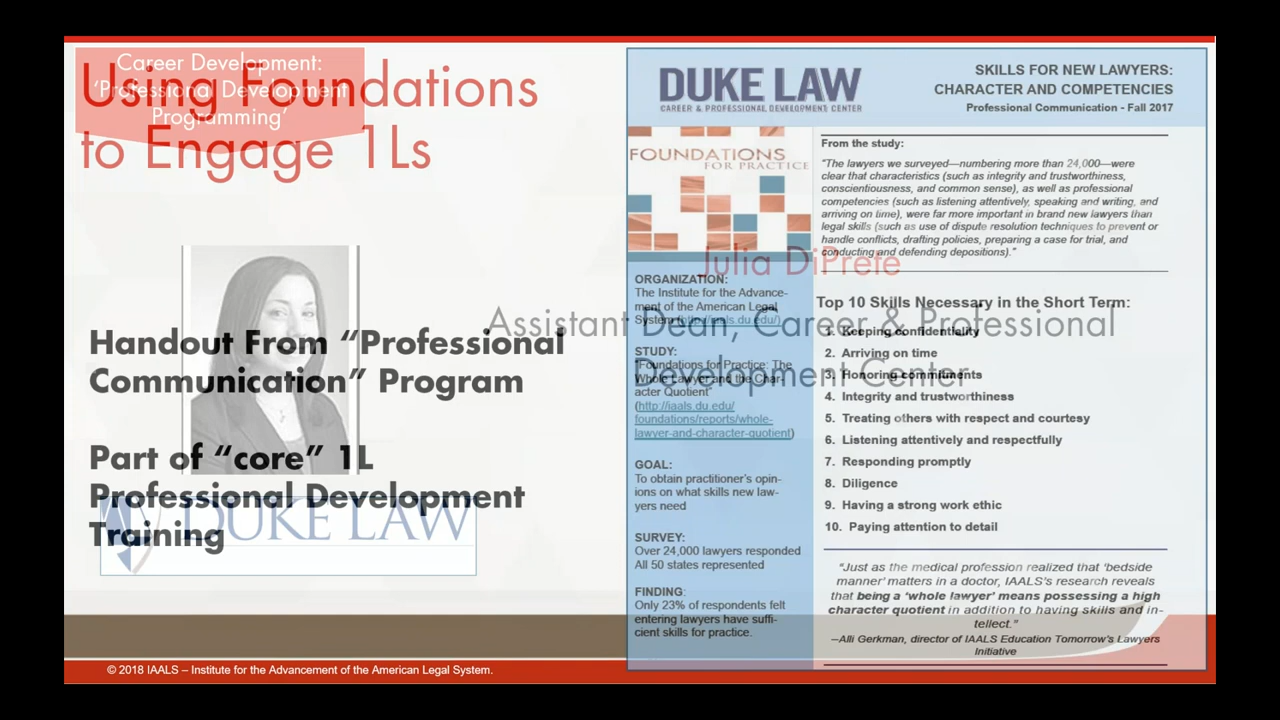 Career Development:
‘Professional Development
Programming’
Using Foundations
to Engage 1Ls
Julia DiPrete
Assistant Dean, Career & Professional
Development Center
Handout From “Professional
Communication” Program
Part of “core” 1L
Professional Development
Training
DUKE LAW
DUKE LAW
CAREER & PROFESSIONAL DEVELOPMENT CENTER
SKILLS FOR NEW LAWYERS:
CHARACTER AND COMPETENCIES
Professional Communication - Fall 2017
FOUNDATIONS
FOR PRACTICE
ORGANIZATION:
The Institute for the Advance-
ment of the American Legal
System (http://iaals.du.edu/)
STUDY:
“Foundations for Practice: The
Whole Lawyer and the Char-
acter Quotient”
(http://iaals.du.edu/
foundations/reports/whole-
lawyer-and-character-quotient)
GOAL:
To obtain practitioner’s opin-
ions on what skills new law-
yers need
SURVEY:
Over 24,000 lawyers responded
All 50 states represented
FINDING:
Only 23% of respondents felt
entering lawyers have suffi-
cient skills for practice.
From the study:
“The lawyers we surveyed—numbering more than 24,000—were
clear that characteristics (such as integrity and trustworthiness,
conscientiousness, and common sense), as well as professional
competencies (such as listening attentively, speaking and writing, and
arriving on time), were far more important in brand new lawyers than
legal skills (such as use of dispute resolution techniques to prevent or
handle conflicts, drafting policies, preparing a case for trial, and
conducting and defending depositions).”
Top 10 Skills Necessary in the Short Term:
1. Keeping confidentiality
2. Arriving on time
3. Honoring commitments
4. Integrity and trustworthiness
5. Treating others with respect and courtesy
6. Listening attentively and respectfully
7. Responding promptly
8. Diligence
9. Having a strong work ethic
10. Paying attention to detail
“Just as the medical profession realized that ‘bedside
manner’ matters in a doctor, IAALS’s research reveals
that being a ‘whole lawyer’ means possessing a high
character quotient in addition to having skills and in-
tellect.”
–Alli Gerkman, director of IAALS Education Tomorrow’s Lawyers
Initiative
© 2018 IAALS – Institute for the Advancement of the American Legal System.